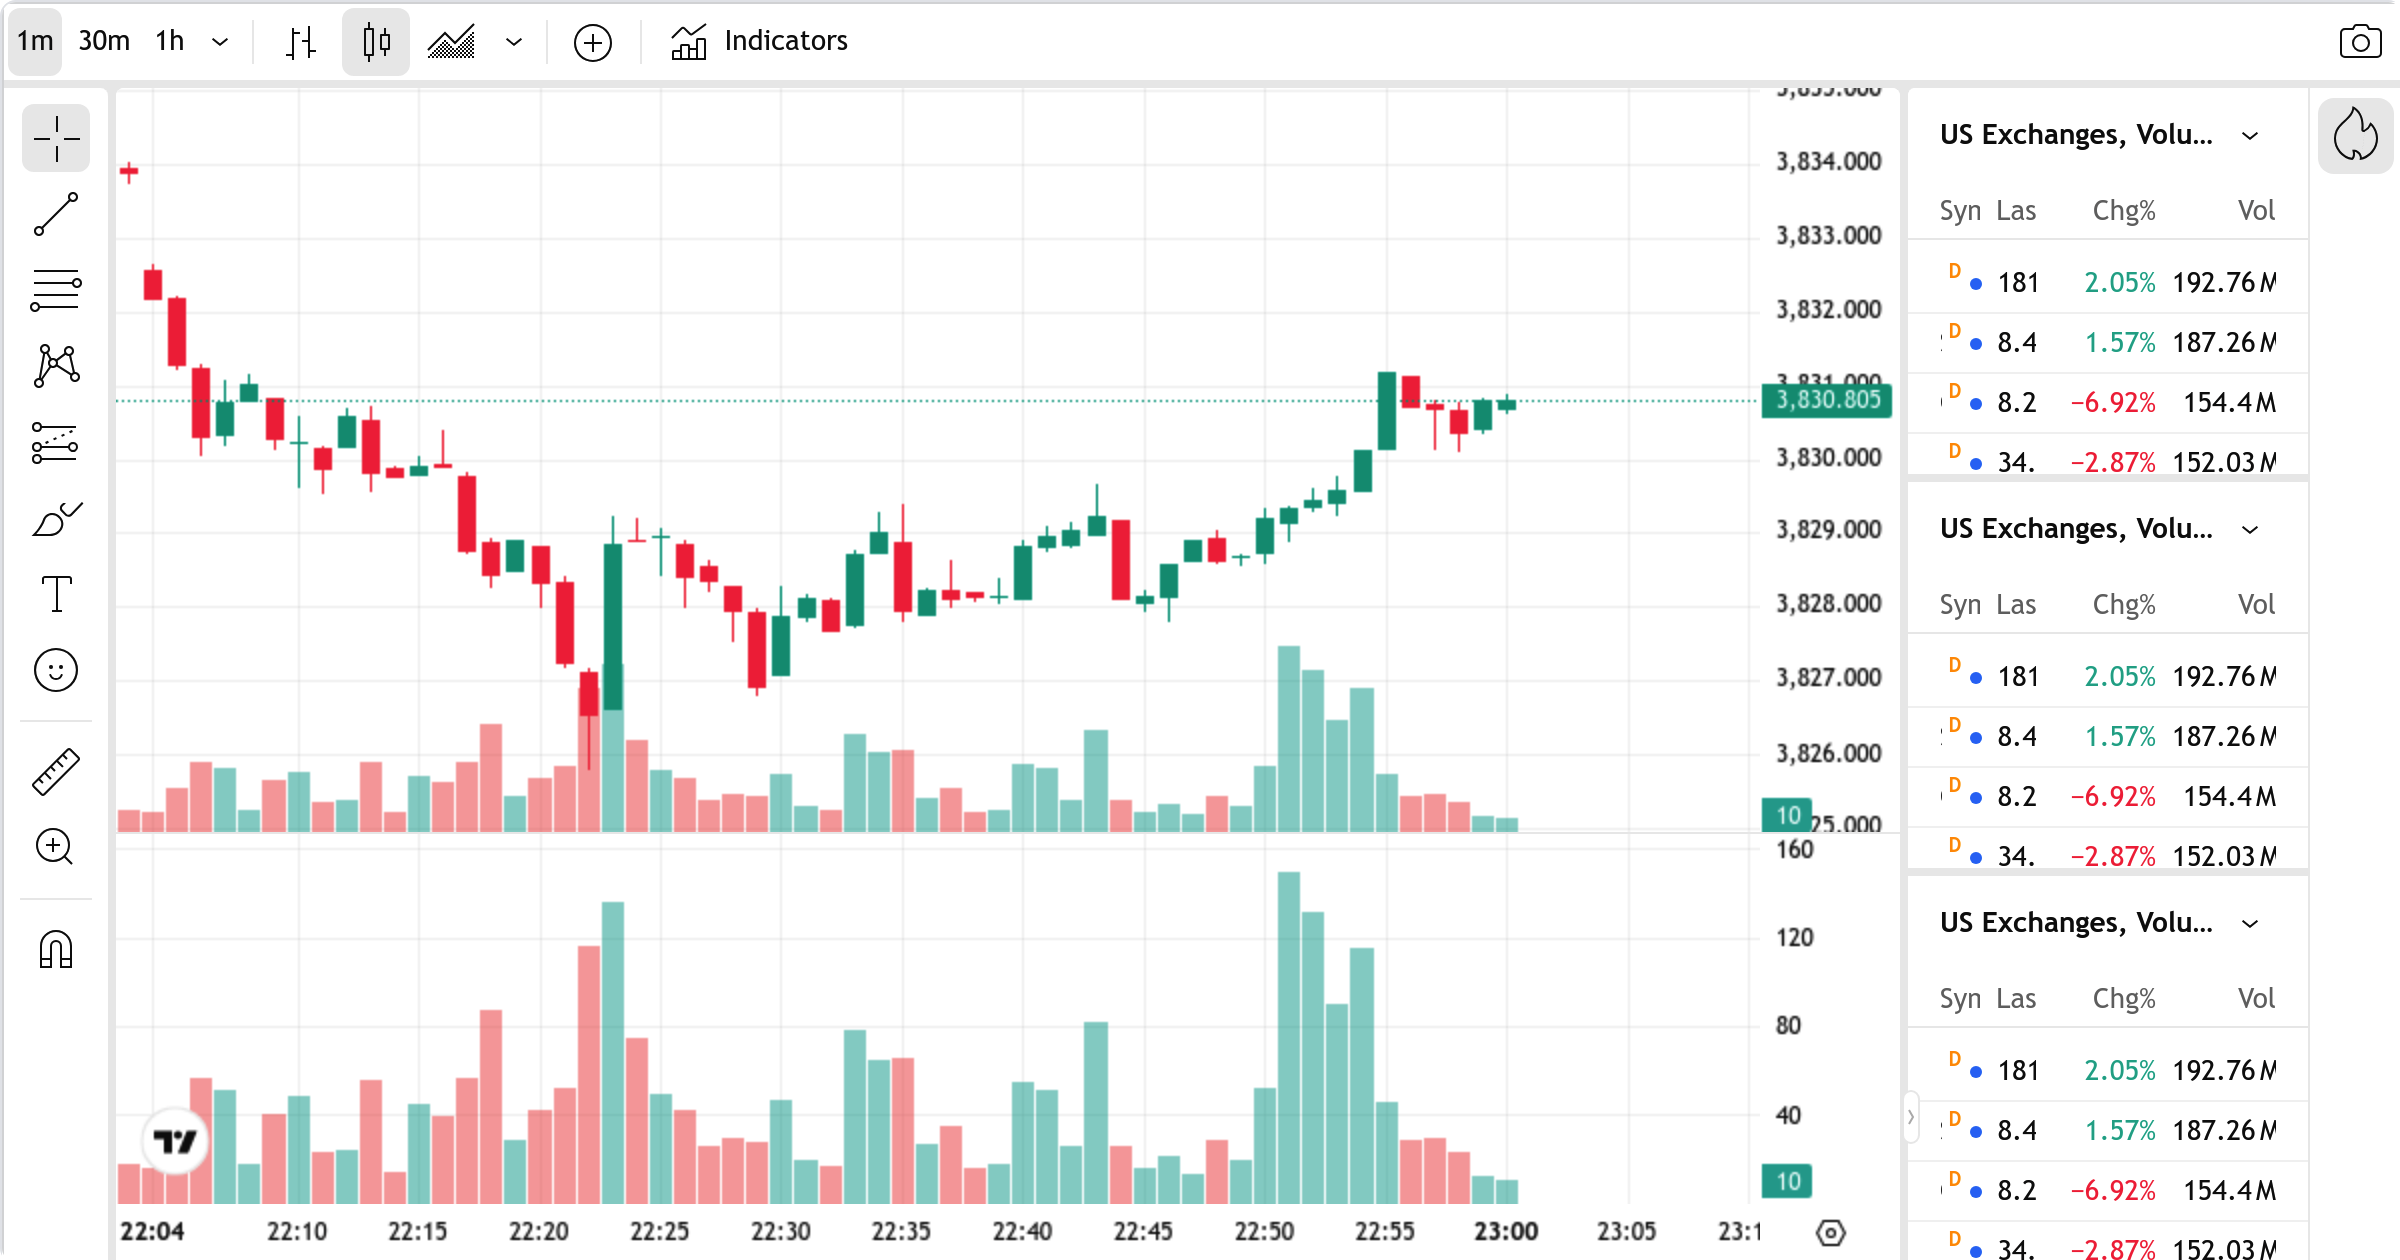 1m 30m 1h Indicators
3,834.000
3,833.000
3,832.000
3,831.000
3,830.805
3,830.000
3,829.000
3,828.000
3,827.000
3,826.000
10
25.000
160
120
80
40
10
22:04 22:10 22:15 22:20 22:25 22:30 22:35 22:40 22:45 22:50 22:55 23:00 23:05 23:1
US Exchanges, Volu...
Syn Las Chg% Vol
D 181 2.05% 192.76 M
D 8.4 1.57% 187.26 M
D 8.2 −6.92% 154.4 M
D 34. −2.87% 152.03 M
US Exchanges, Volu...
Syn Las Chg% Vol
D 181 2.05% 192.76 M
D 8.4 1.57% 187.26 M
D 8.2 −6.92% 154.4 M
D 34. −2.87% 152.03 M
US Exchanges, Volu...
Syn Las Chg% Vol
D 181 2.05% 192.76 M
D 8.4 1.57% 187.26 M
D 8.2 −6.92% 154.4 M
D 34. −2.87% 152.03 M